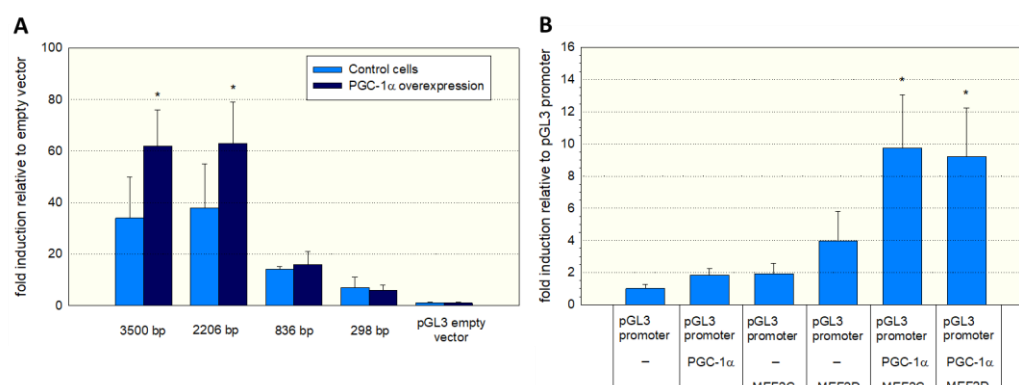 A
fold induction relative to empty vector
100
80
60
40
20
0
Control cells
PGC-1α overexpression
*
*
3500 bp
2206 bp
836 bp
298 bp
pGL3 empty
vector
B
fold induction relative to pGL3 promoter
16
14
12
10
8
6
4
2
0
*
*
pGL3 pGL3 pGL3 pGL3 pGL3 pGL3
promoter promoter promoter promoter promoter promoter
– PGC-1α – – PGC-1α PGC-1α